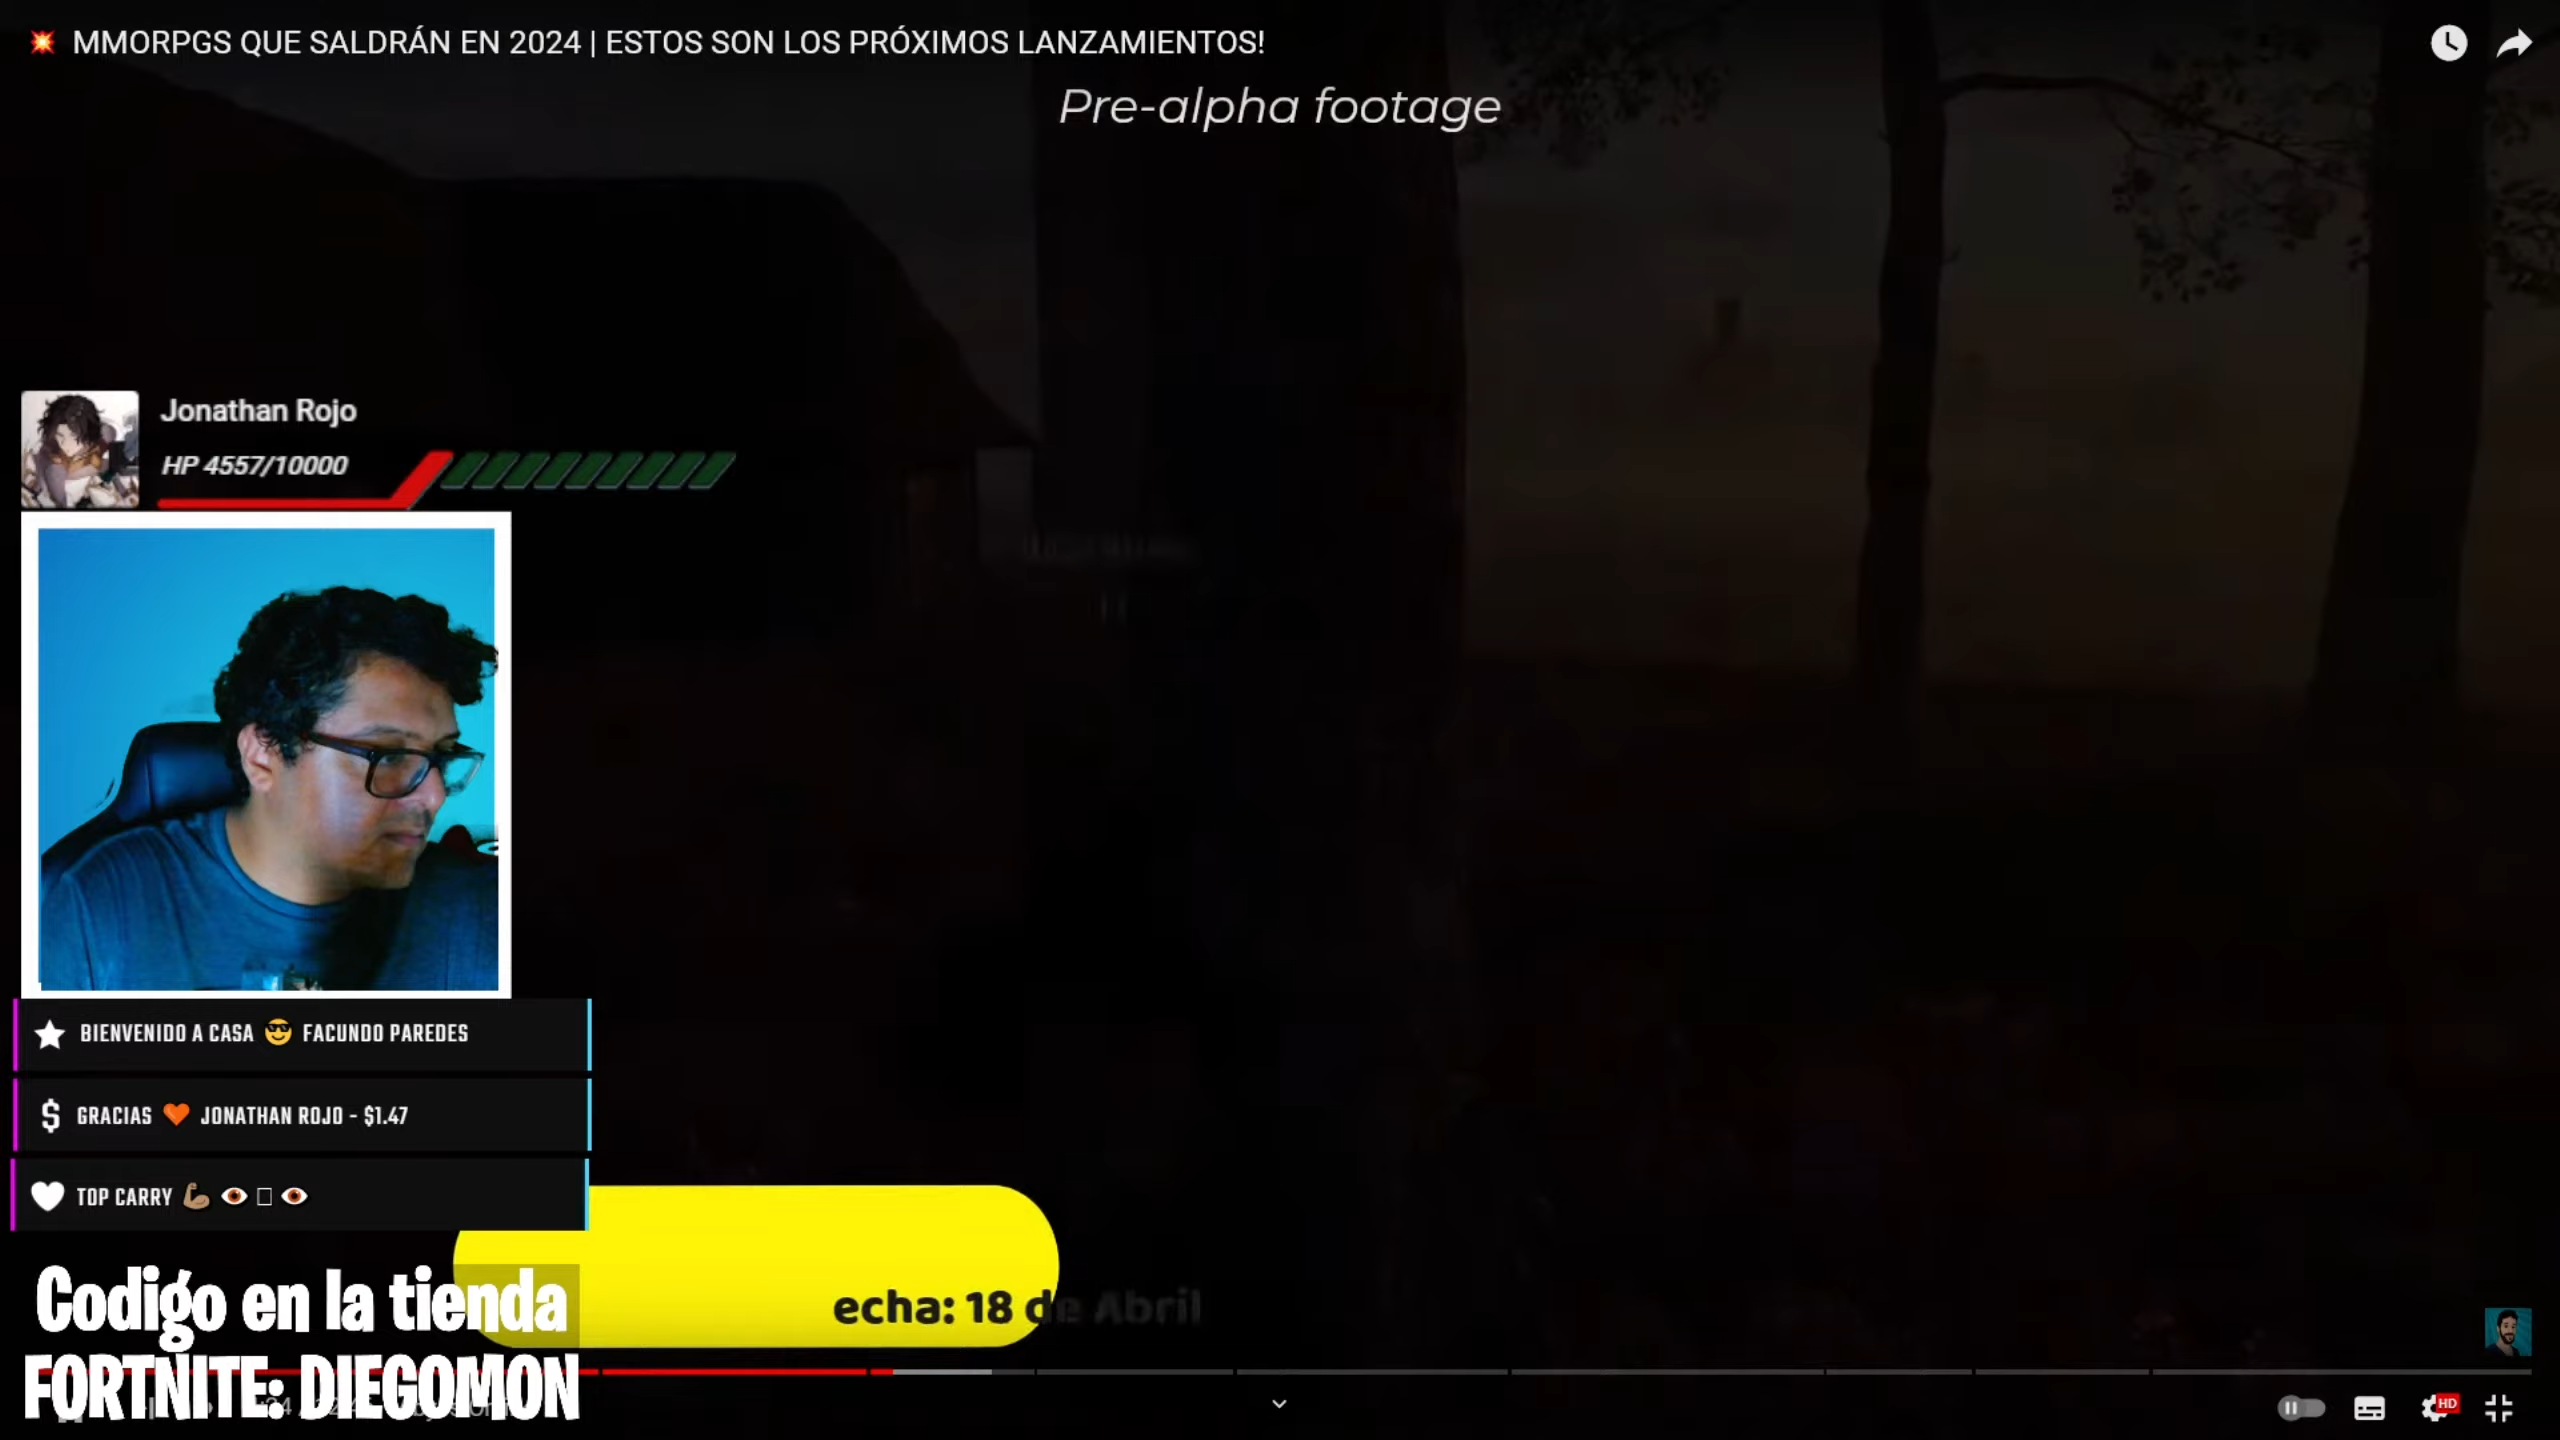 💥 MMORPGS QUE SALDRÁN EN 2024 | ESTOS SON LOS PRÓXIMOS LANZAMIENTOS!
Pre-alpha footage
Jonathan Rojo
HP 4557/10000
BIENVENIDO A CASA 😎 FACUNDO PAREDES
$ GRACIAS 🧡 JONATHAN ROJO - $1.47
TOP CARRY 💪🏽 👁️ □ 👁️
echa: 18 de Abril
Codigo en la tienda
FORTNITE: DIEGOMON
HD